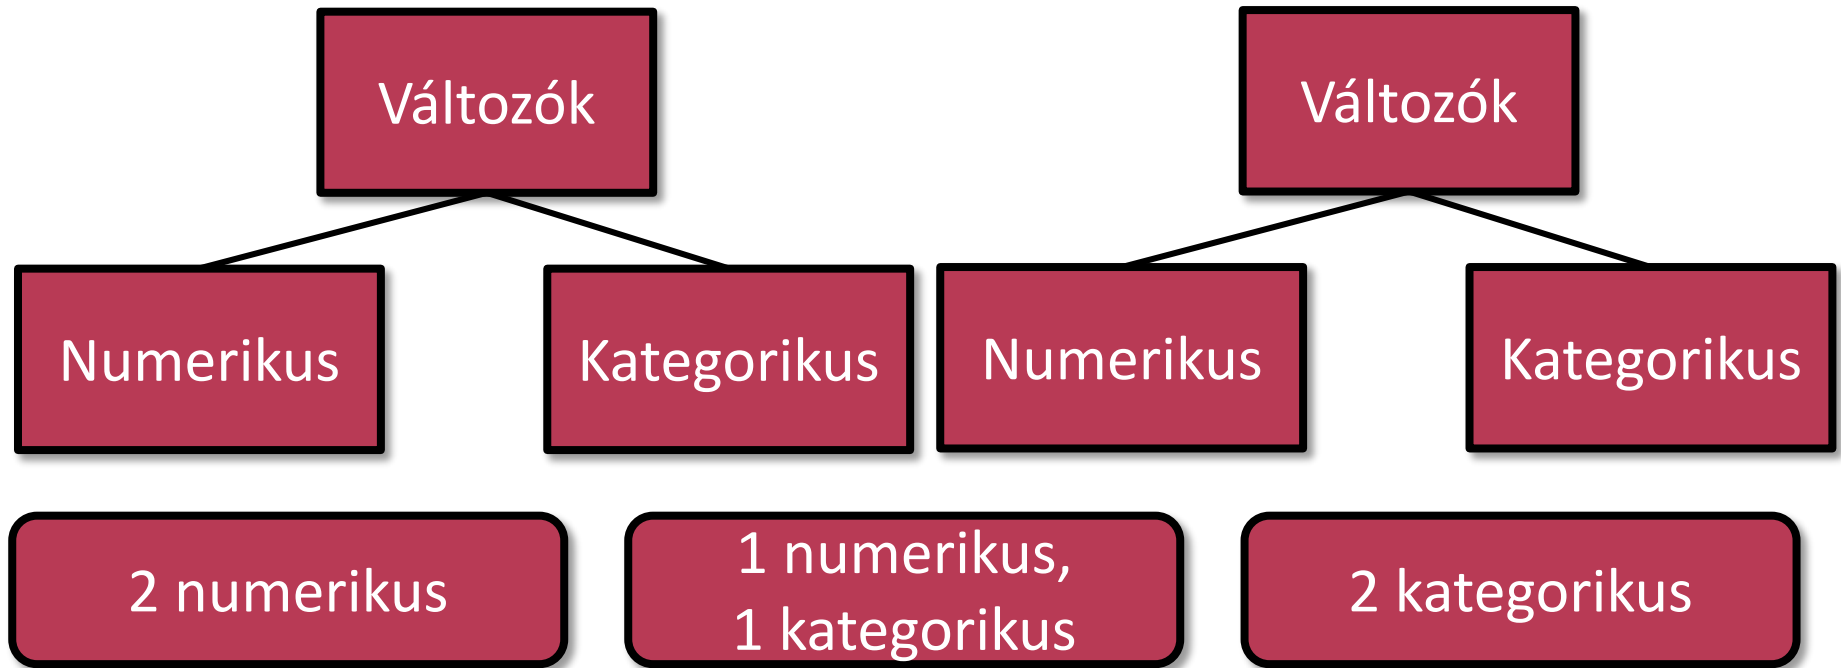 Változók
Változók
Numerikus
Kategorikus
Numerikus
Kategorikus
2 numerikus
1 numerikus,
1 kategorikus
2 kategorikus